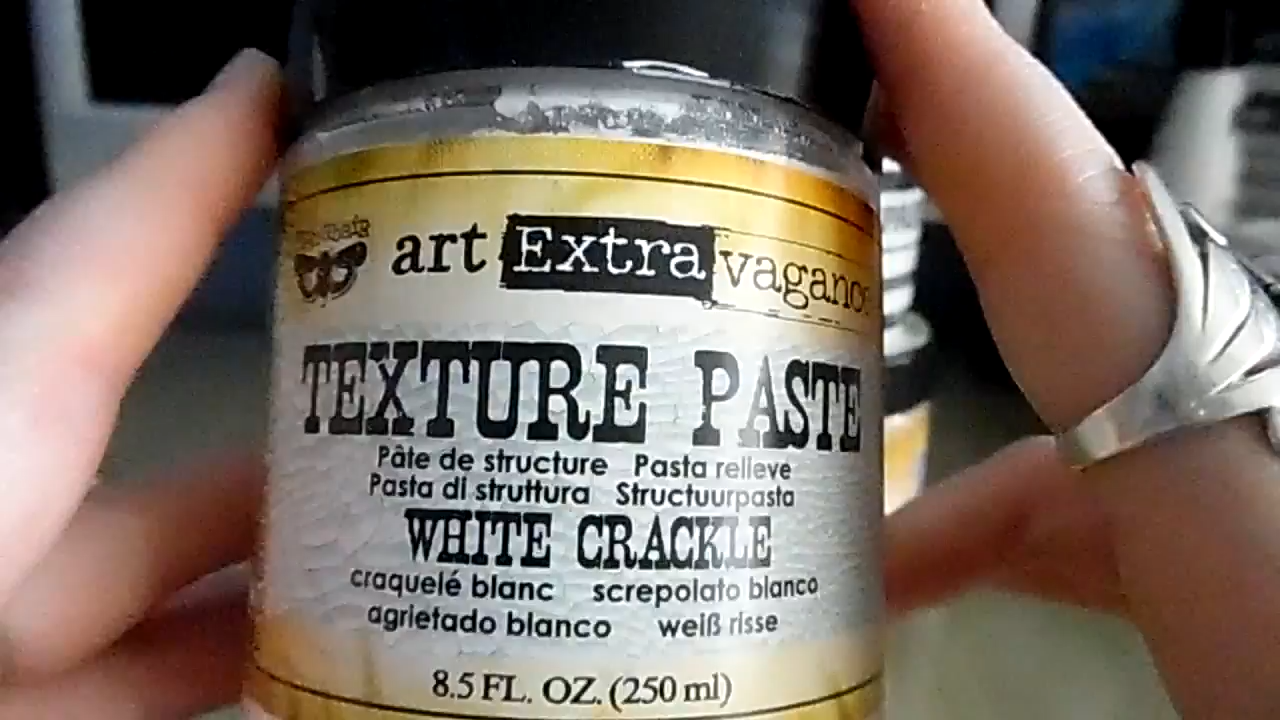 art Extravagance
TEXTURE PASTE
Pâte de structure Pasta relieve
Pasta di struttura Structuurpasta
WHITE CRACKLE
craquelé blanc screpolato blanco
agrietado blanco weiß risse
8.5 FL. OZ. (250 ml)